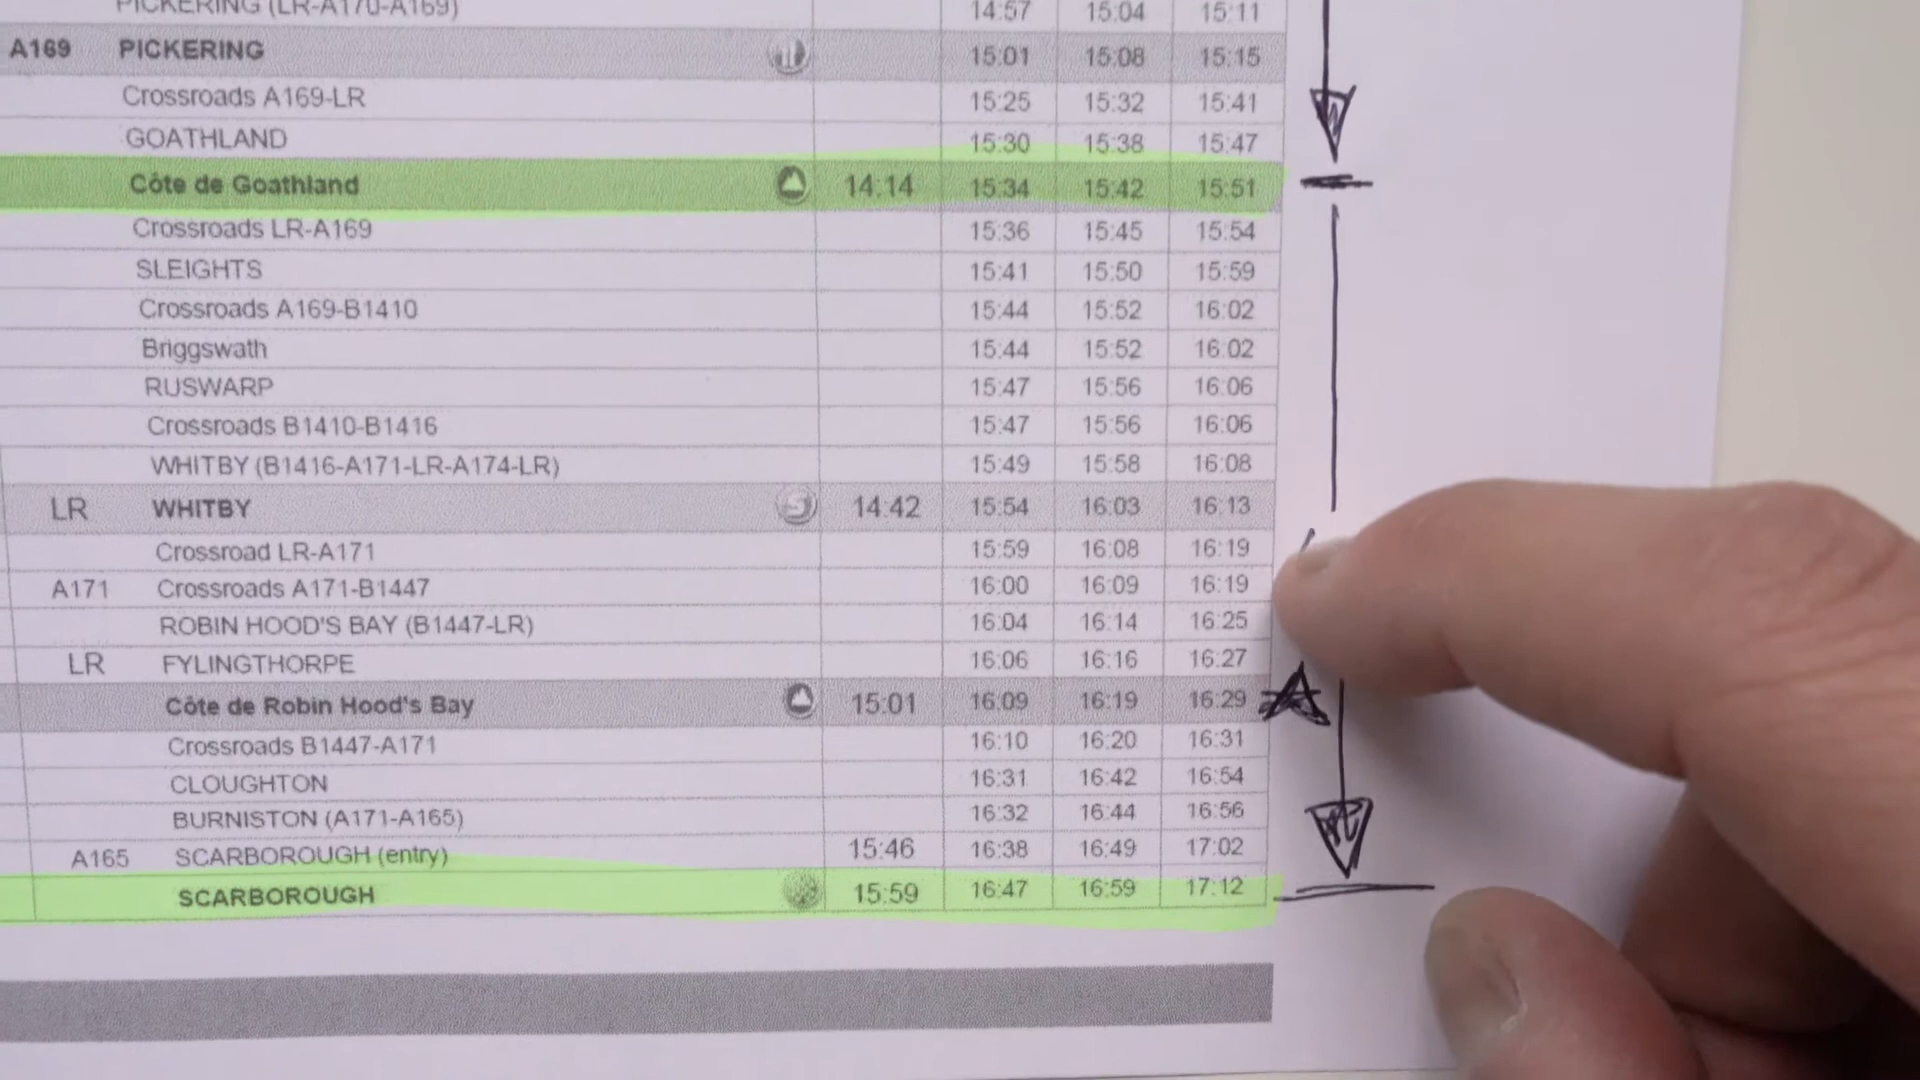 PICKERING (LR-A170-A169) 14:57 15:04 15:11
A169 PICKERING 15:01 15:08 15:15
Crossroads A169-LR 15:25 15:32 15:41
GOATHLAND 15:30 15:38 15:47
Côte de Goathland 14:14 15:34 15:42 15:51
Crossroads LR-A169 15:36 15:45 15:54
SLEIGHTS 15:41 15:50 15:59
Crossroads A169-B1410 15:44 15:52 16:02
Briggswath 15:44 15:52 16:02
RUSWARP 15:47 15:56 16:06
Crossroads B1410-B1416 15:47 15:56 16:06
WHITBY (B1416-A171-LR-A174-LR) 15:49 15:58 16:08
LR WHITBY S 14:42 15:54 16:03 16:13
Crossroad LR-A171 15:59 16:08 16:19
A171 Crossroads A171-B1447 16:00 16:09 16:19
ROBIN HOOD'S BAY (B1447-LR) 16:04 16:14 16:25
LR FYLINGTHORPE 16:06 16:16 16:27
Côte de Robin Hood's Bay 15:01 16:09 16:19 16:29
Crossroads B1447-A171 16:10 16:20 16:31
CLOUGHTON 16:31 16:42 16:54
BURNISTON (A171-A165) 16:32 16:44 16:56
A165 SCARBOROUGH (entry) 15:46 16:38 16:49 17:02
SCARBOROUGH 15:59 16:47 16:59 17:12